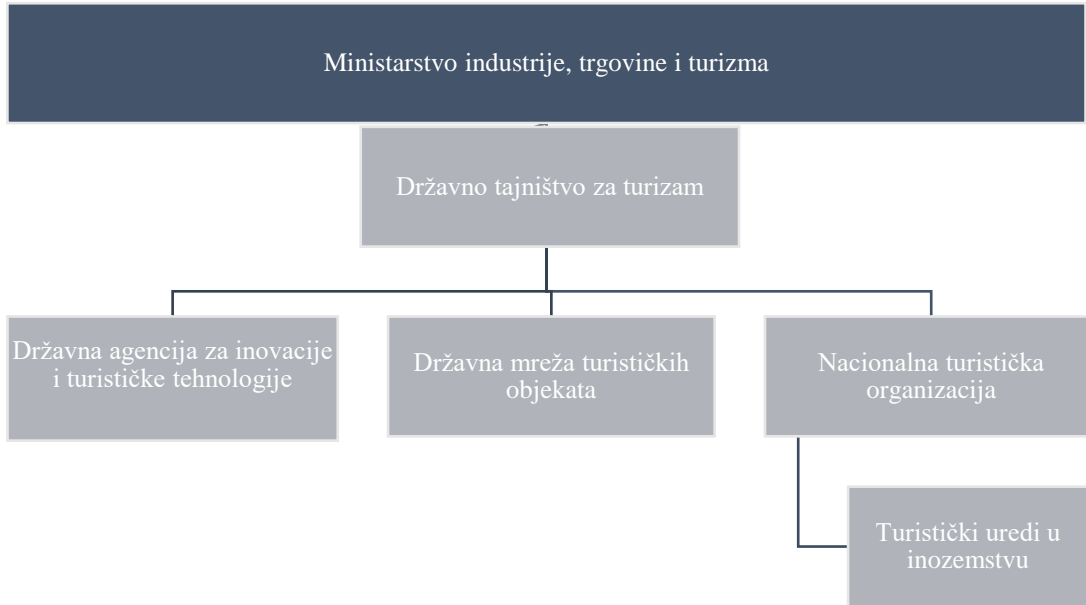 Ministarstvo industrije, trgovine i turizma
Državno tajništvo za turizam
Državna agencija za inovacije
i turističke tehnologije
Državna mreža turističkih
objekata
Nacionalna turistička
organizacija
Turistički uredi u
inozemstvu